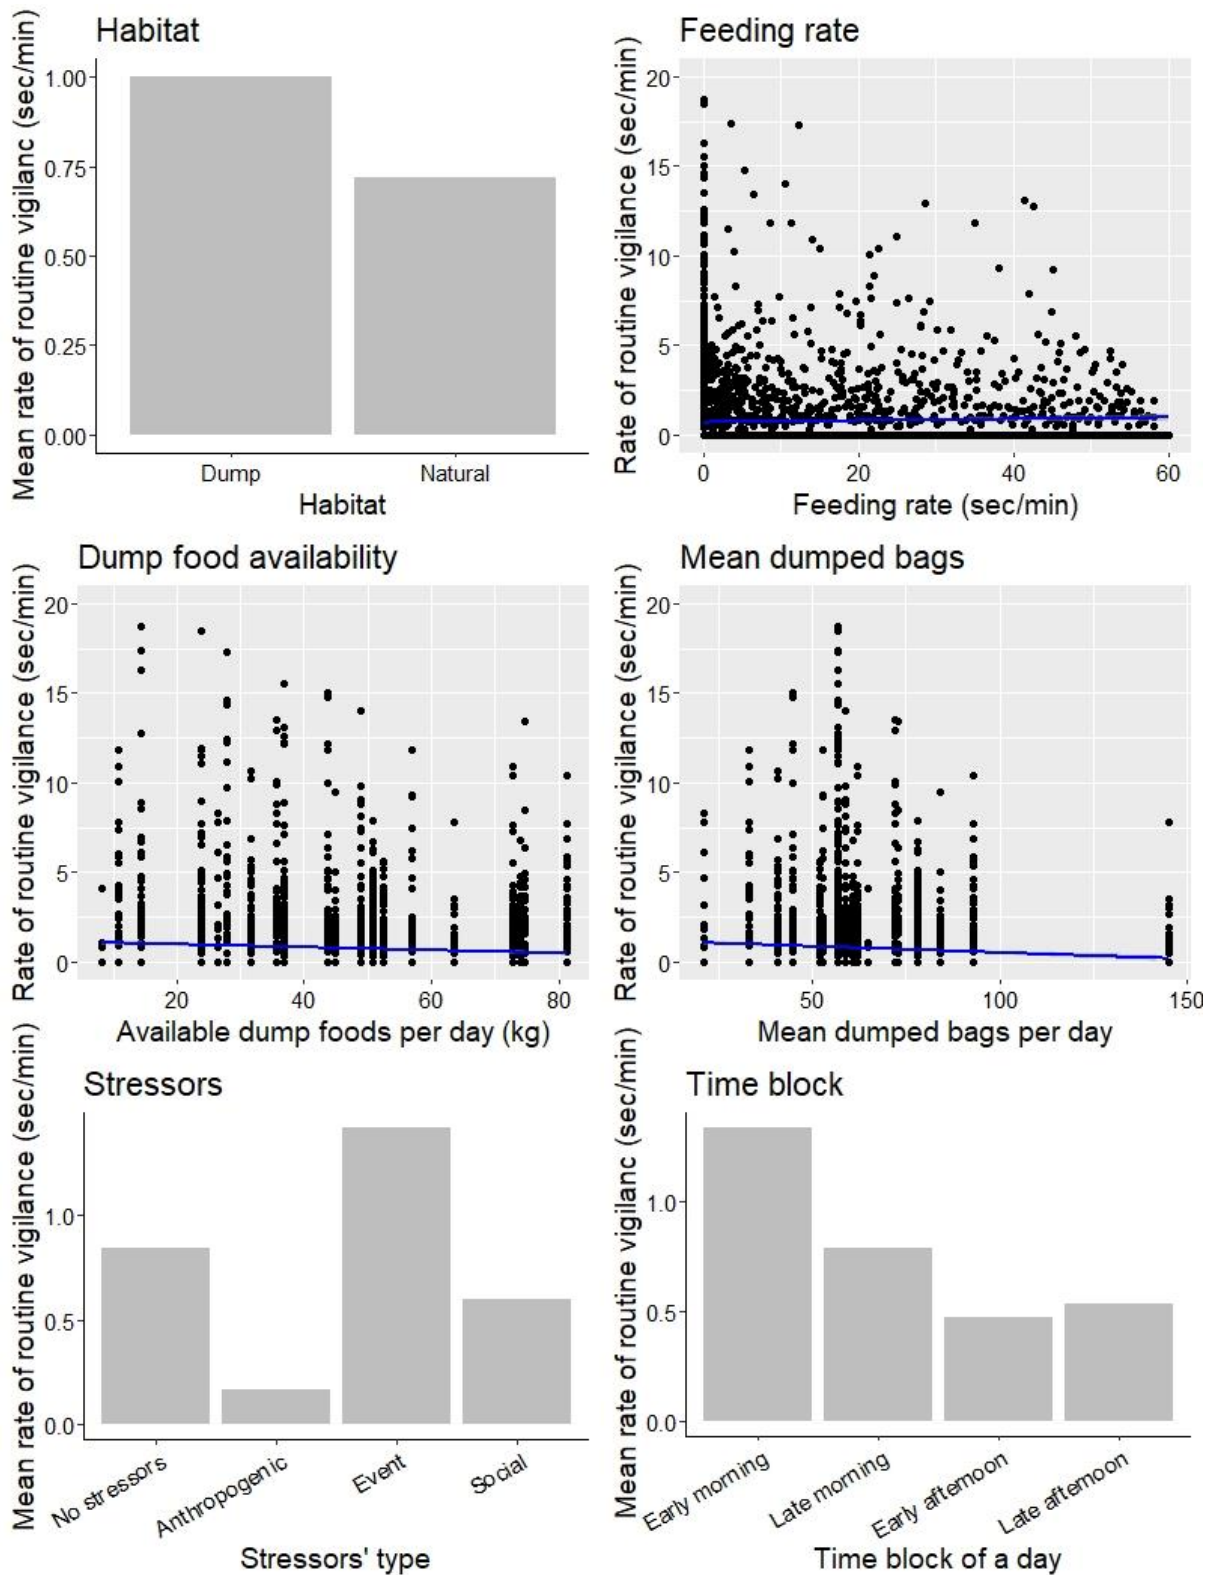 Habitat
Mean rate of routine vigilanc (sec/min)
1.00
0.75
0.50
0.25
0.00
Dump Natural
Habitat
Feeding rate
Rate of routine vigilance (sec/min)
20
15
10
5
0
0 20 40 60
Feeding rate (sec/min)
Dump food availability
Rate of routine vigilance (sec/min)
20
15
10
5
0
20 40 60 80
Available dump foods per day (kg)
Mean dumped bags
Rate of routine vigilance (sec/min)
20
15
10
5
0
50 100 150
Mean dumped bags per day
Stressors
Mean rate of routine vigilance (sec/min)
1.0
0.5
0.0
No stressors Anthropogenic Event Social
Stressors' type
Time block
Mean rate of routine vigilanc (sec/min)
1.0
0.5
0.0
Early morning Late morning Early afternoon Late afternoon
Time block of a day